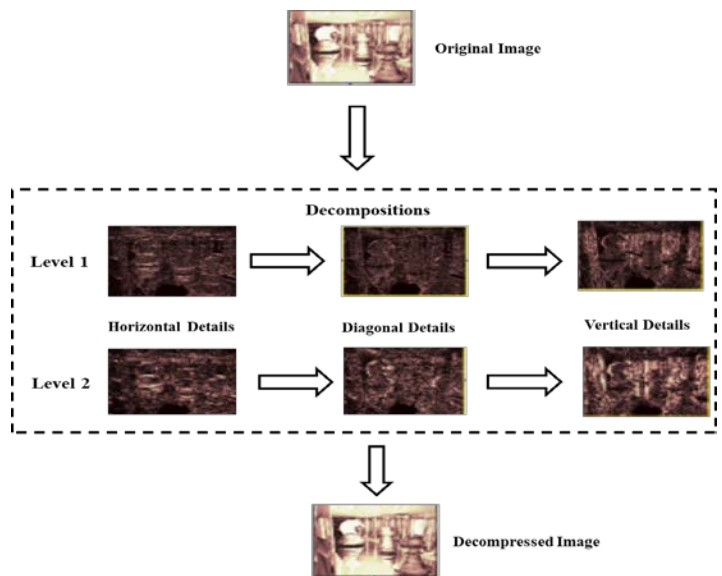 Original Image
Decompositions
Level 1
Horizontal Details
Diagonal Details
Vertical Details
Level 2
Decompressed Image